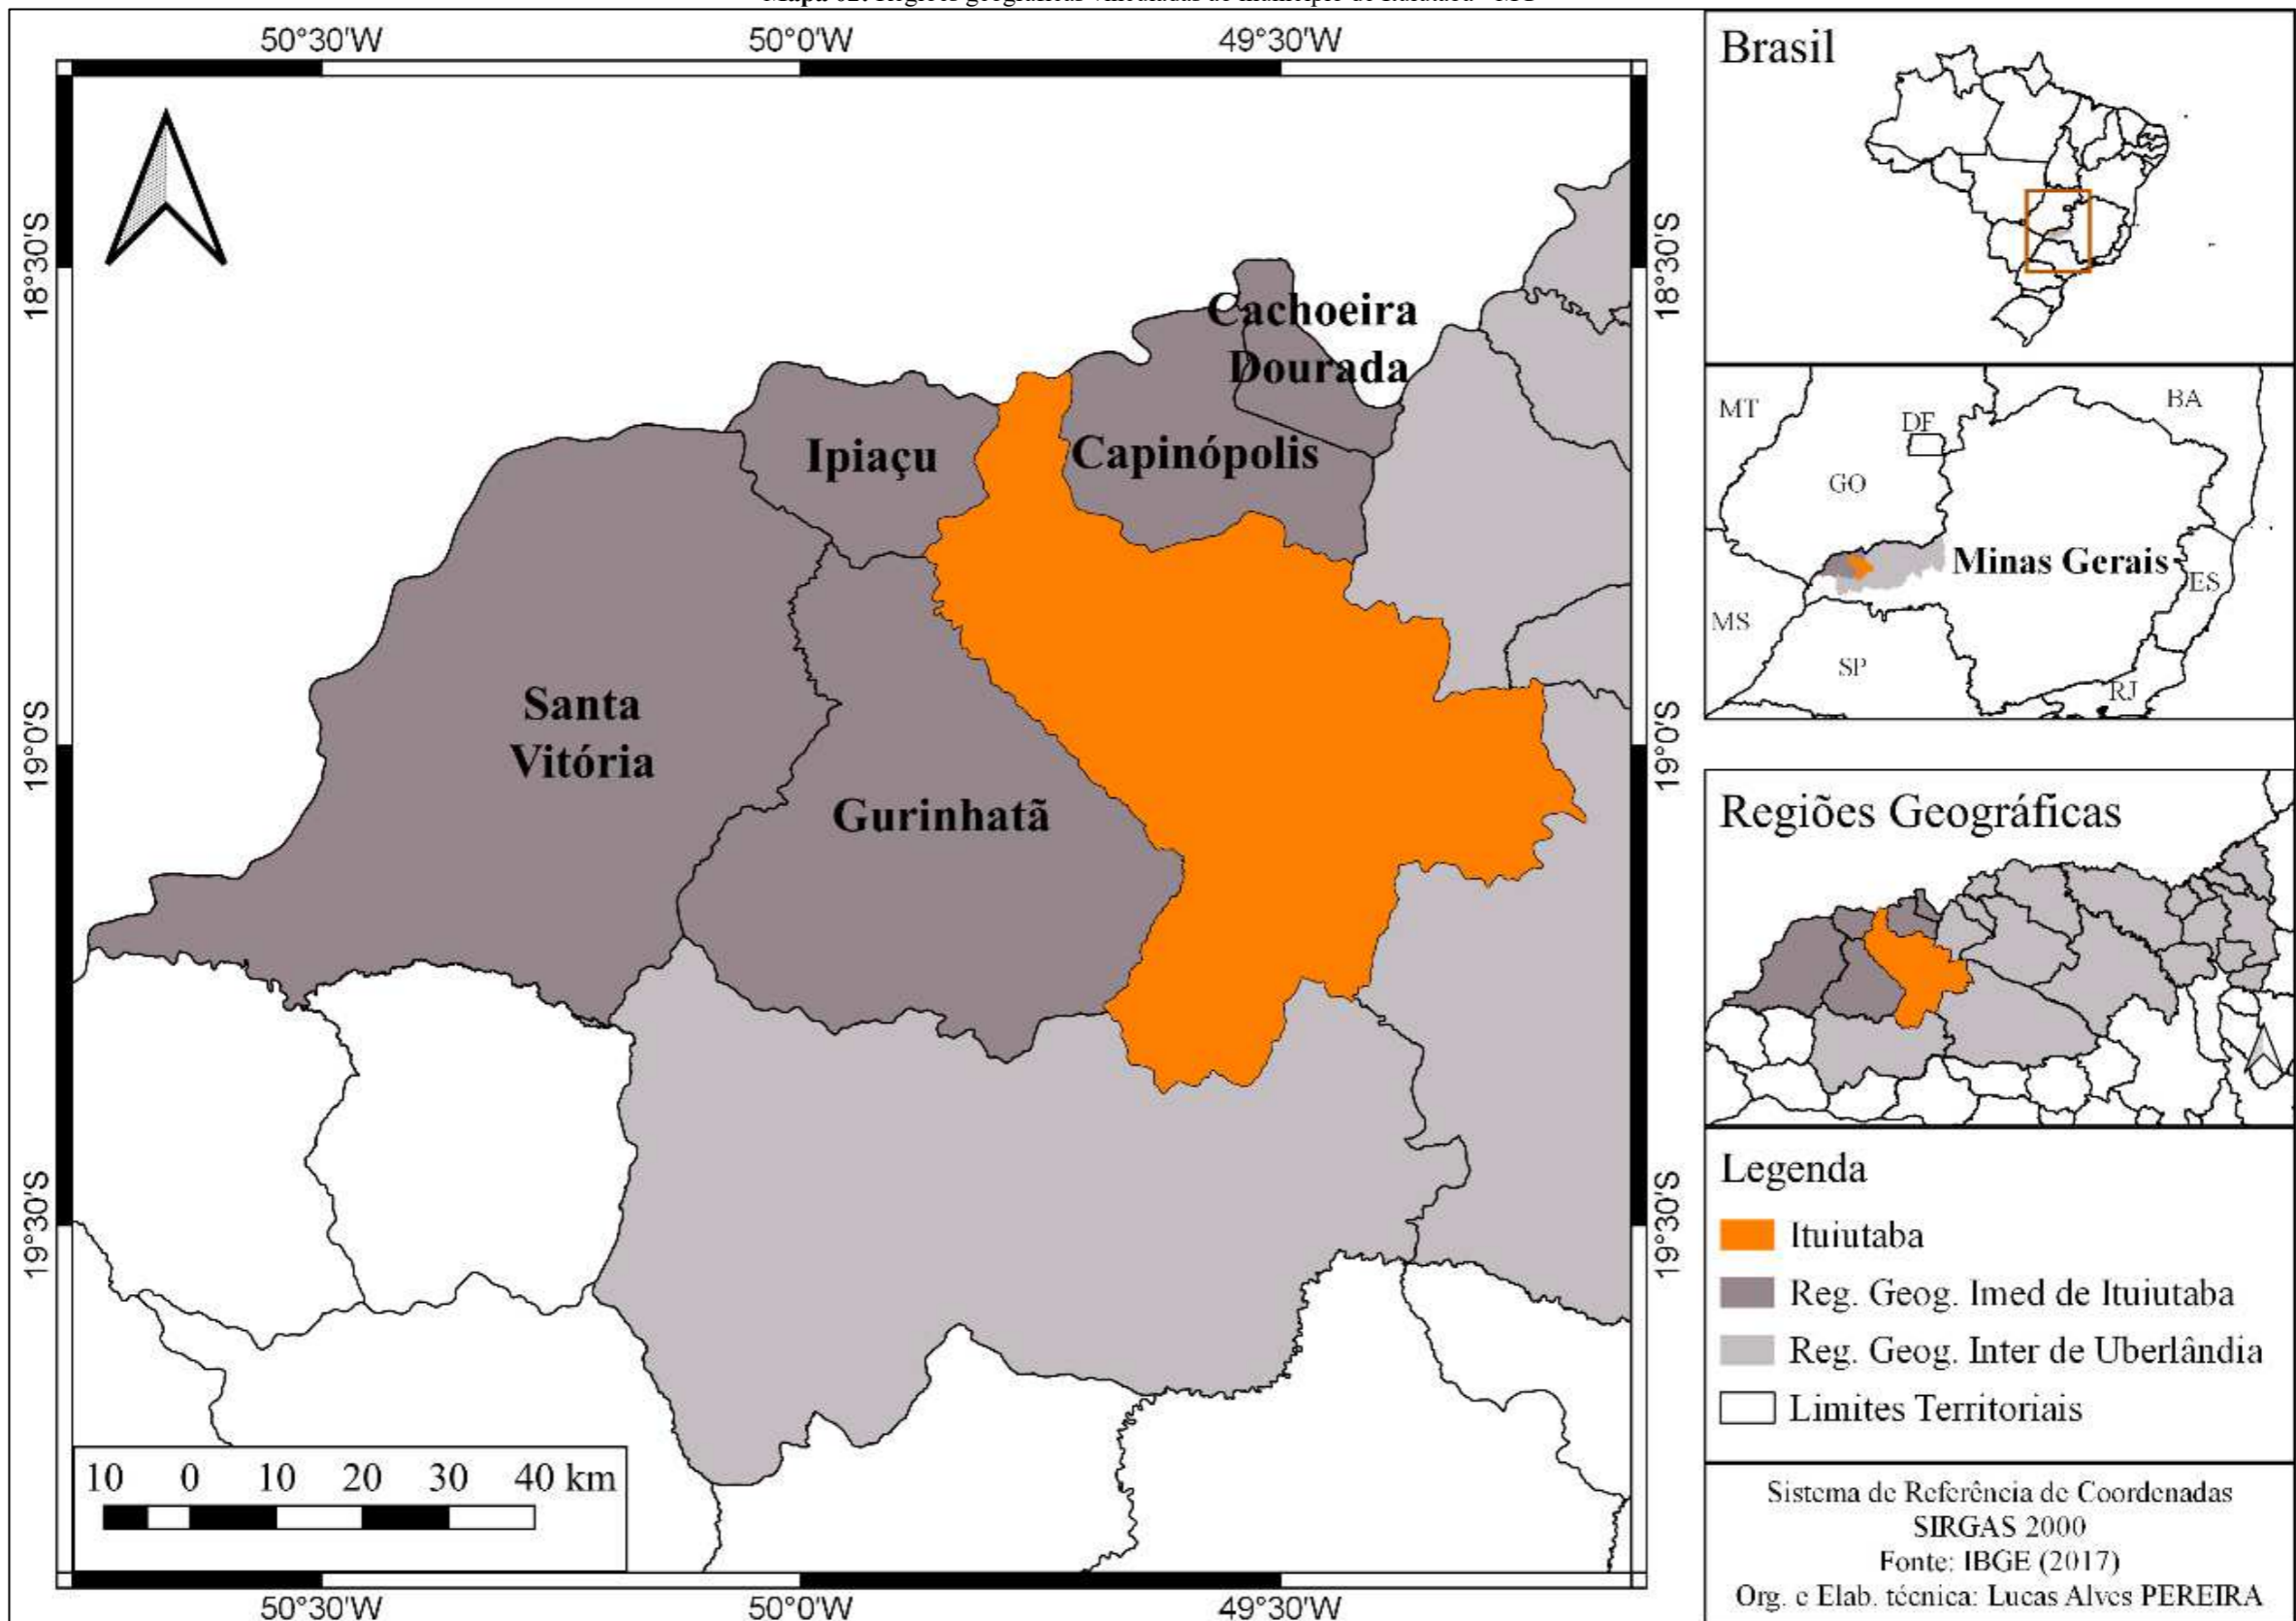 50°30'W 50°0'W 49°30'W
18°30'S
19°0'S
19°30'S
Cachoeira
Dourada
Ipiaçu
Capinópolis
Santa
Vitória
Gurinhatã
10 0 10 20 30 40 km
18°30'S
19°0'S
19°30'S
50°30'W 50°0'W 49°30'W
Brasil
MT
DF
BA
GO
Minas Gerais
ES
MS
SP
RJ
Regiões Geográficas
Legenda
Ituiutaba
Reg. Geog. Imed de Ituiutaba
Reg. Geog. Inter de Uberlândia
Limites Territoriais
Sistema de Referência de Coordenadas
SIRGAS 2000
Fonte: IBGE (2017)
Org. e Elab. técnica: Lucas Alves PEREIRA